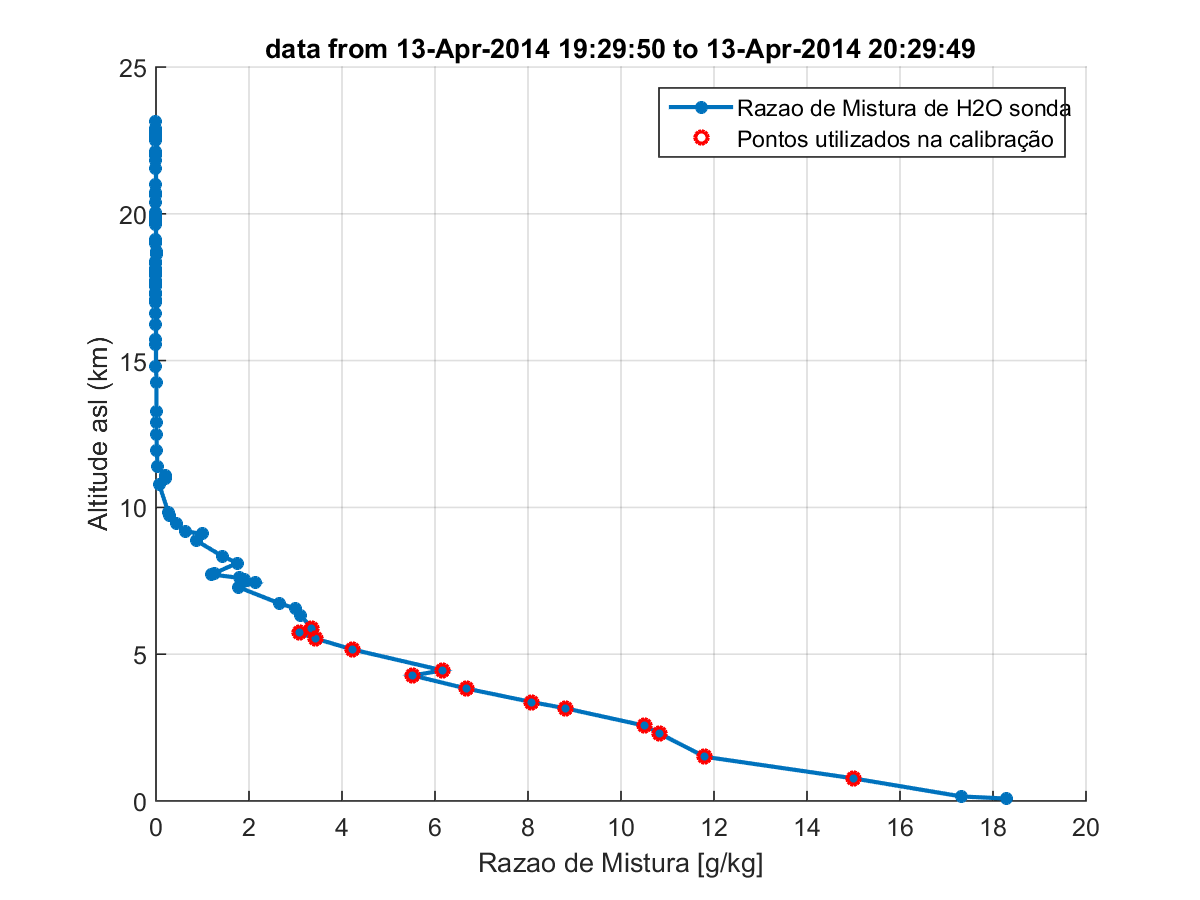 data from 13-Apr-2014 19:29:50 to 13-Apr-2014 20:29:49
Razao de Mistura de H2O sonda
Pontos utilizados na calibração
Altitude asl (km)
25
20
15
10
5
0
0 2 4 6 8 10 12 14 16 18 20
Razao de Mistura [g/kg]